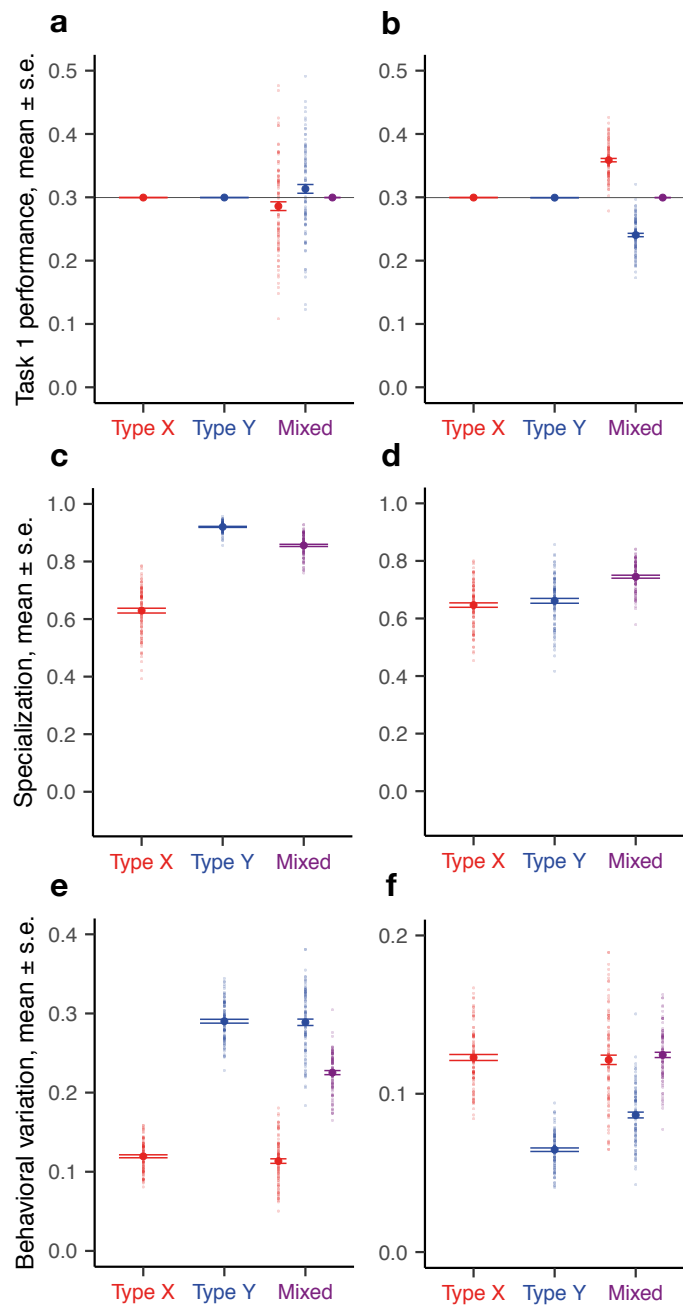 a
b
Task 1 performance, mean ± s.e.
0.5
0.4
0.3
0.2
0.1
0.0
Type X Type Y Mixed
0.5
0.4
0.3
0.2
0.1
0.0
Type X Type Y Mixed
c
d
Specialization, mean ± s.e.
1.0
0.8
0.6
0.4
0.2
0.0
Type X Type Y Mixed
1.0
0.8
0.6
0.4
0.2
0.0
Type X Type Y Mixed
e
f
Behavioral variation, mean ± s.e.
0.4
0.3
0.2
0.1
0.0
Type X Type Y Mixed
0.2
0.1
0.0
Type X Type Y Mixed